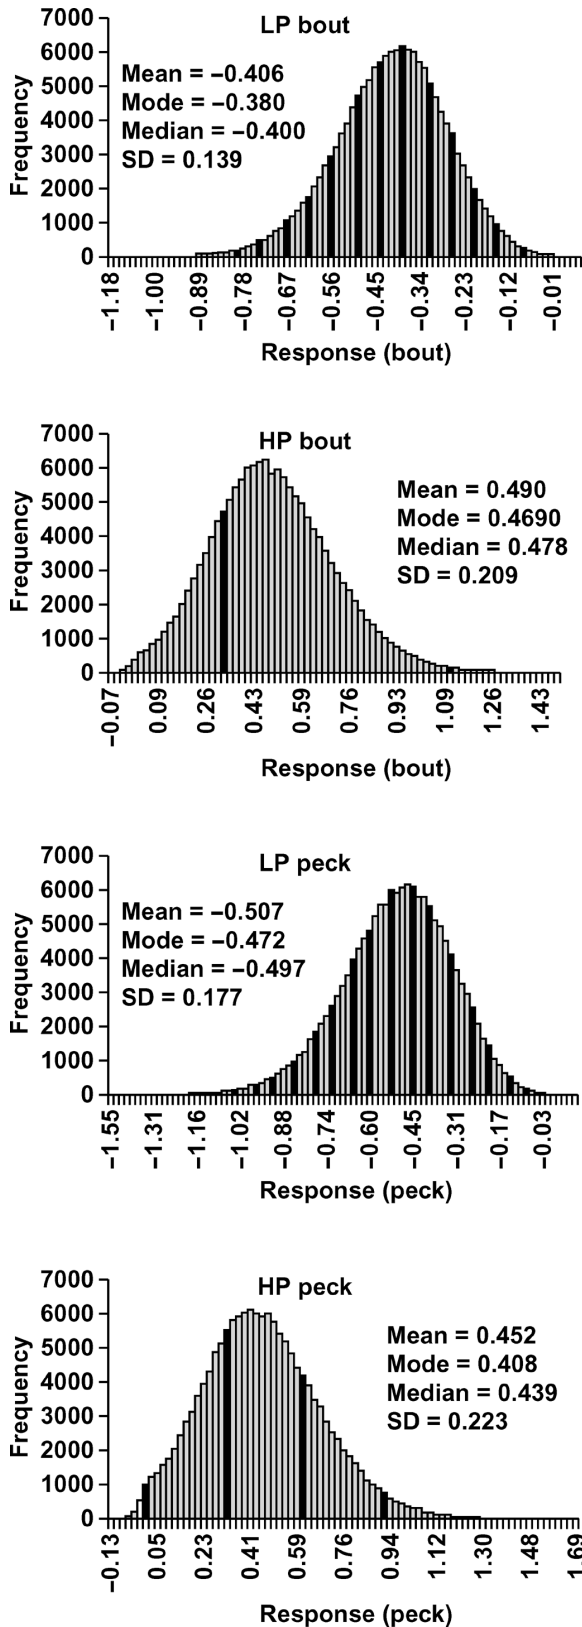 LP bout
7000
6000
5000
4000
3000
2000
1000
0
Frequency
Mean = −0.406
Mode = −0.380
Median = −0.400
SD = 0.139
−1.18
−1.00
−0.89
−0.78
−0.67
−0.56
−0.45
−0.34
−0.23
−0.12
−0.01
Response (bout)
HP bout
7000
6000
5000
4000
3000
2000
1000
0
Frequency
Mean = 0.490
Mode = 0.4690
Median = 0.478
SD = 0.209
−0.07
0.09
0.26
0.43
0.59
0.76
0.93
1.09
1.26
1.43
Response (bout)
LP peck
7000
6000
5000
4000
3000
2000
1000
0
Frequency
Mean = −0.507
Mode = −0.472
Median = −0.497
SD = 0.177
−1.55
−1.31
−1.16
−1.02
−0.88
−0.74
−0.60
−0.45
−0.31
−0.17
−0.03
Response (peck)
HP peck
7000
6000
5000
4000
3000
2000
1000
0
Frequency
Mean = 0.452
Mode = 0.408
Median = 0.439
SD = 0.223
−0.13
0.05
0.23
0.41
0.59
0.76
0.94
1.12
1.30
1.48
1.69
Response (peck)